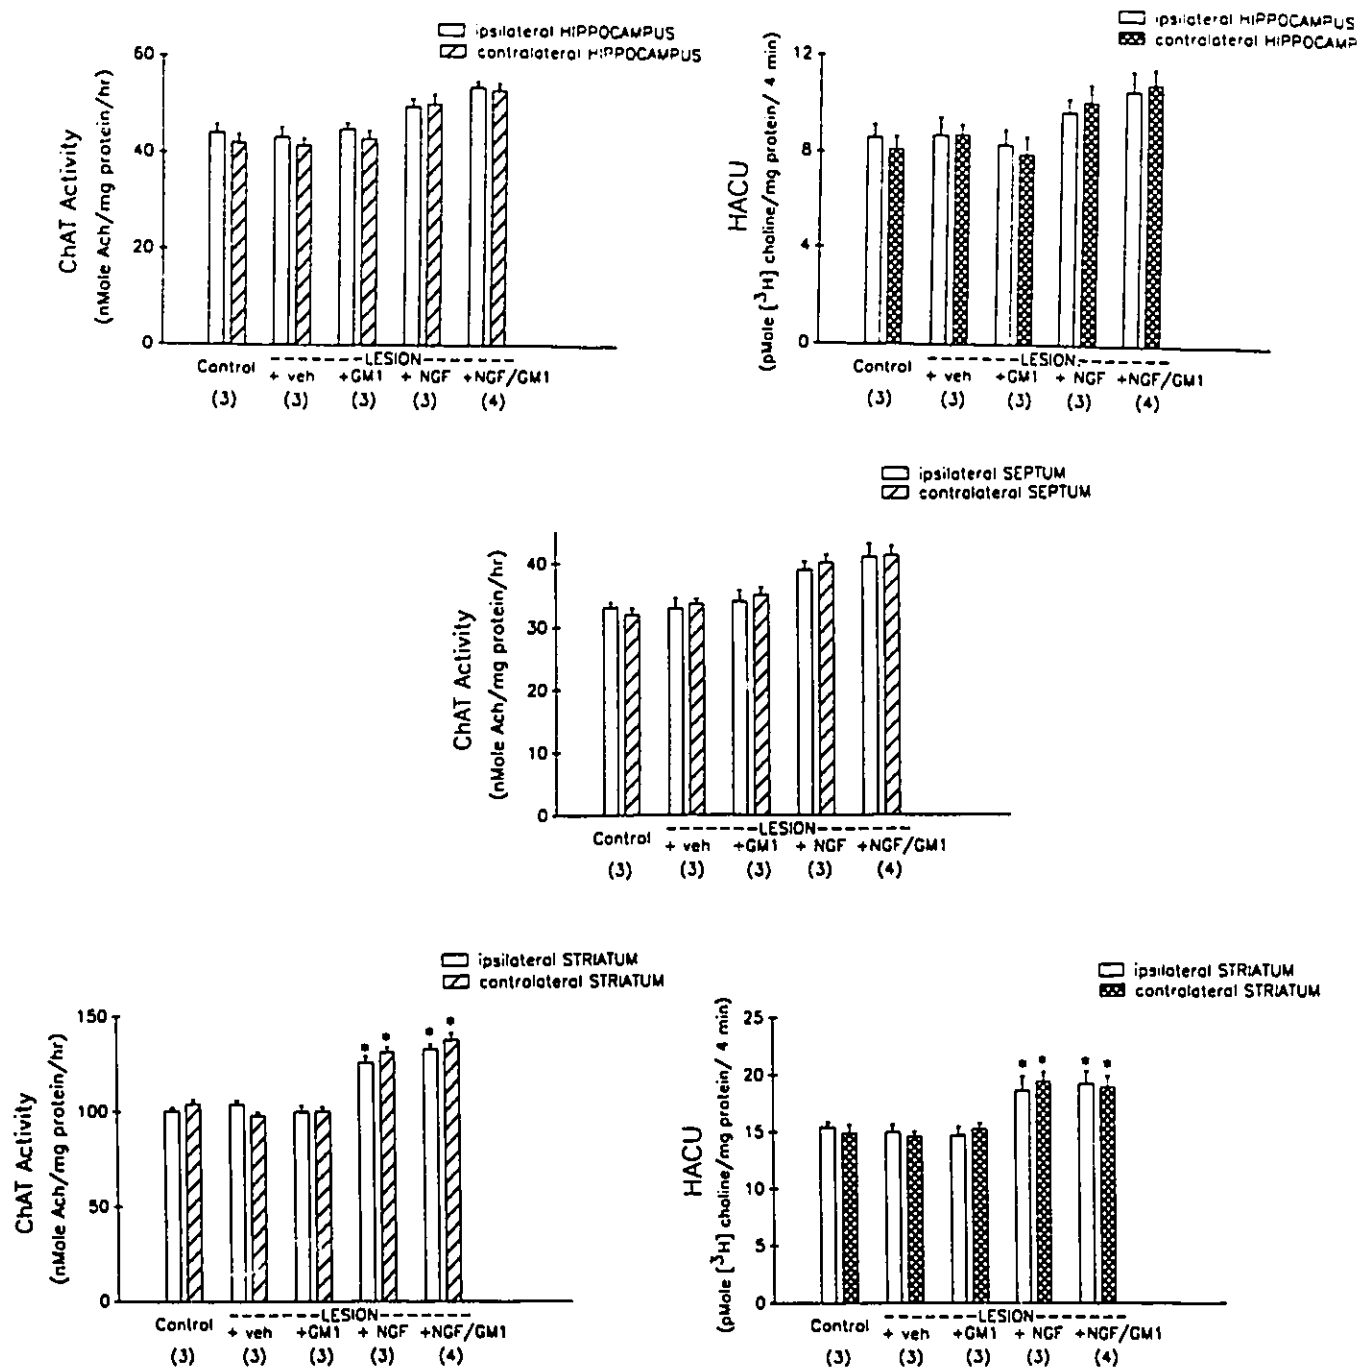 ipsilateral HIPPOCAMPUS
contralateral HIPPOCAMPUS
ChAT Activity
(nMole Ach/mg protein/hr)
60
40
20
0
Control
+ veh
+GM1
+ NGF
+NGF/GM1
LESION
(3)
(3)
(3)
(3)
(4)
ipsilateral HIPPOCAMPUS
contralateral HIPPOCAMP
HACU
(pMole [³H] choline/mg protein/ 4 min)
12
8
4
0
Control
+ veh
+GM1
+ NGF
+NGF/GM1
LESION
(3)
(3)
(3)
(3)
(4)
ipsilateral SEPTUM
contralateral SEPTUM
ChAT Activity
(nMole Ach/mg protein/hr)
40
30
20
10
0
Control
+ veh
+GM1
+ NGF
+NGF/GM1
LESION
(3)
(3)
(3)
(3)
(4)
ipsilateral STRIATUM
contralateral STRIATUM
ChAT Activity
(nMole Ach/mg protein/hr)
150
100
50
0
* * * *
Control
+ veh
+GM1
+ NGF
+NGF/GM1
LESION
(3)
(3)
(3)
(3)
(4)
ipsilateral STRIATUM
contralateral STRIATUM
HACU
(pMole [³H] choline/mg protein/ 4 min)
25
20
15
10
5
0
* * * *
Control
+ veh
+GM1
+ NGF
+NGF/GM1
LESION
(3)
(3)
(3)
(3)
(4)